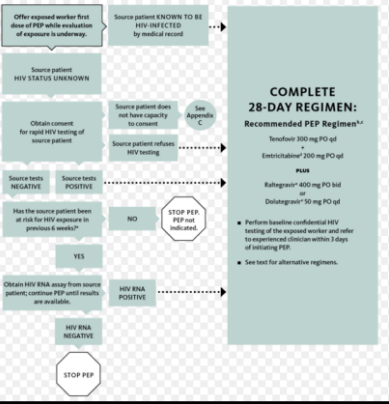 Offer exposed worker first
dose of PEP while evaluation
of exposure is underway.
Source patient KNOWN TO BE
HIV-INFECTED
by medical record
Source patient
HIV STATUS UNKNOWN
Obtain consent
for rapid HIV testing of
source patient
Source patient does
not have capacity
to consent
See
Appendix
C
Source patient refuses
HIV testing
Source tests
NEGATIVE
Source tests
POSITIVE
Has the source patient been
at risk for HIV exposure in
previous 6 weeks?ᵃ
NO
STOP PEP.
PEP not
indicated.
YES
Obtain HIV RNA assay from source
patient; continue PEP until results
are available.
HIV RNA
POSITIVE
HIV RNA
NEGATIVE
STOP PEP
COMPLETE
28-DAY REGIMEN:
Recommended PEP Regimenᵇ,ᶜ
Tenofovir 300 mg PO qd
+
Emtricitabine 200 mg PO qd
PLUS
Raltegravir 400 mg PO bid
or
Dolutegravir 50 mg PO qd
■ Perform baseline confidential HIV
testing of the exposed worker and refer
to experienced clinician within 3 days
of initiating PEP.
■ See text for alternative regimens.